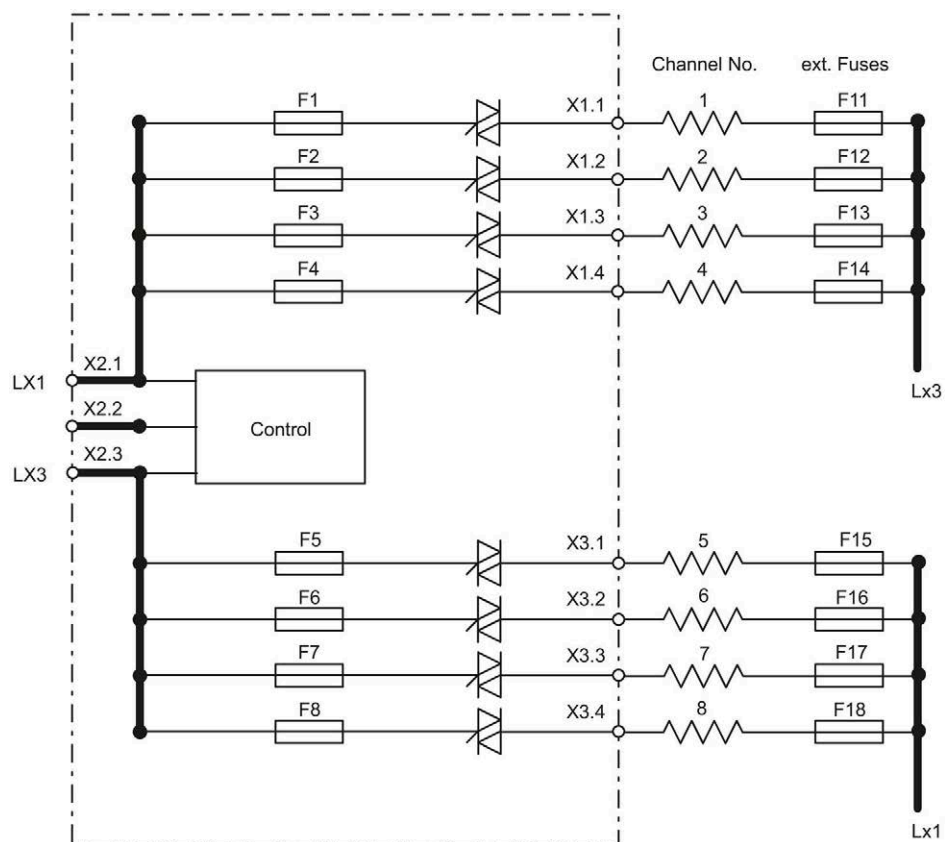 Channel No. ext. Fuses
F1 X1.1 1 F11
F2 X1.2 2 F12
F3 X1.3 3 F13
F4 X1.4 4 F14
X2.1
LX1 Lx3
X2.2
Control
X2.3
LX3
F5 X3.1 5 F15
F6 X3.2 6 F16
F7 X3.3 7 F17
F8 X3.4 8 F18
Lx1